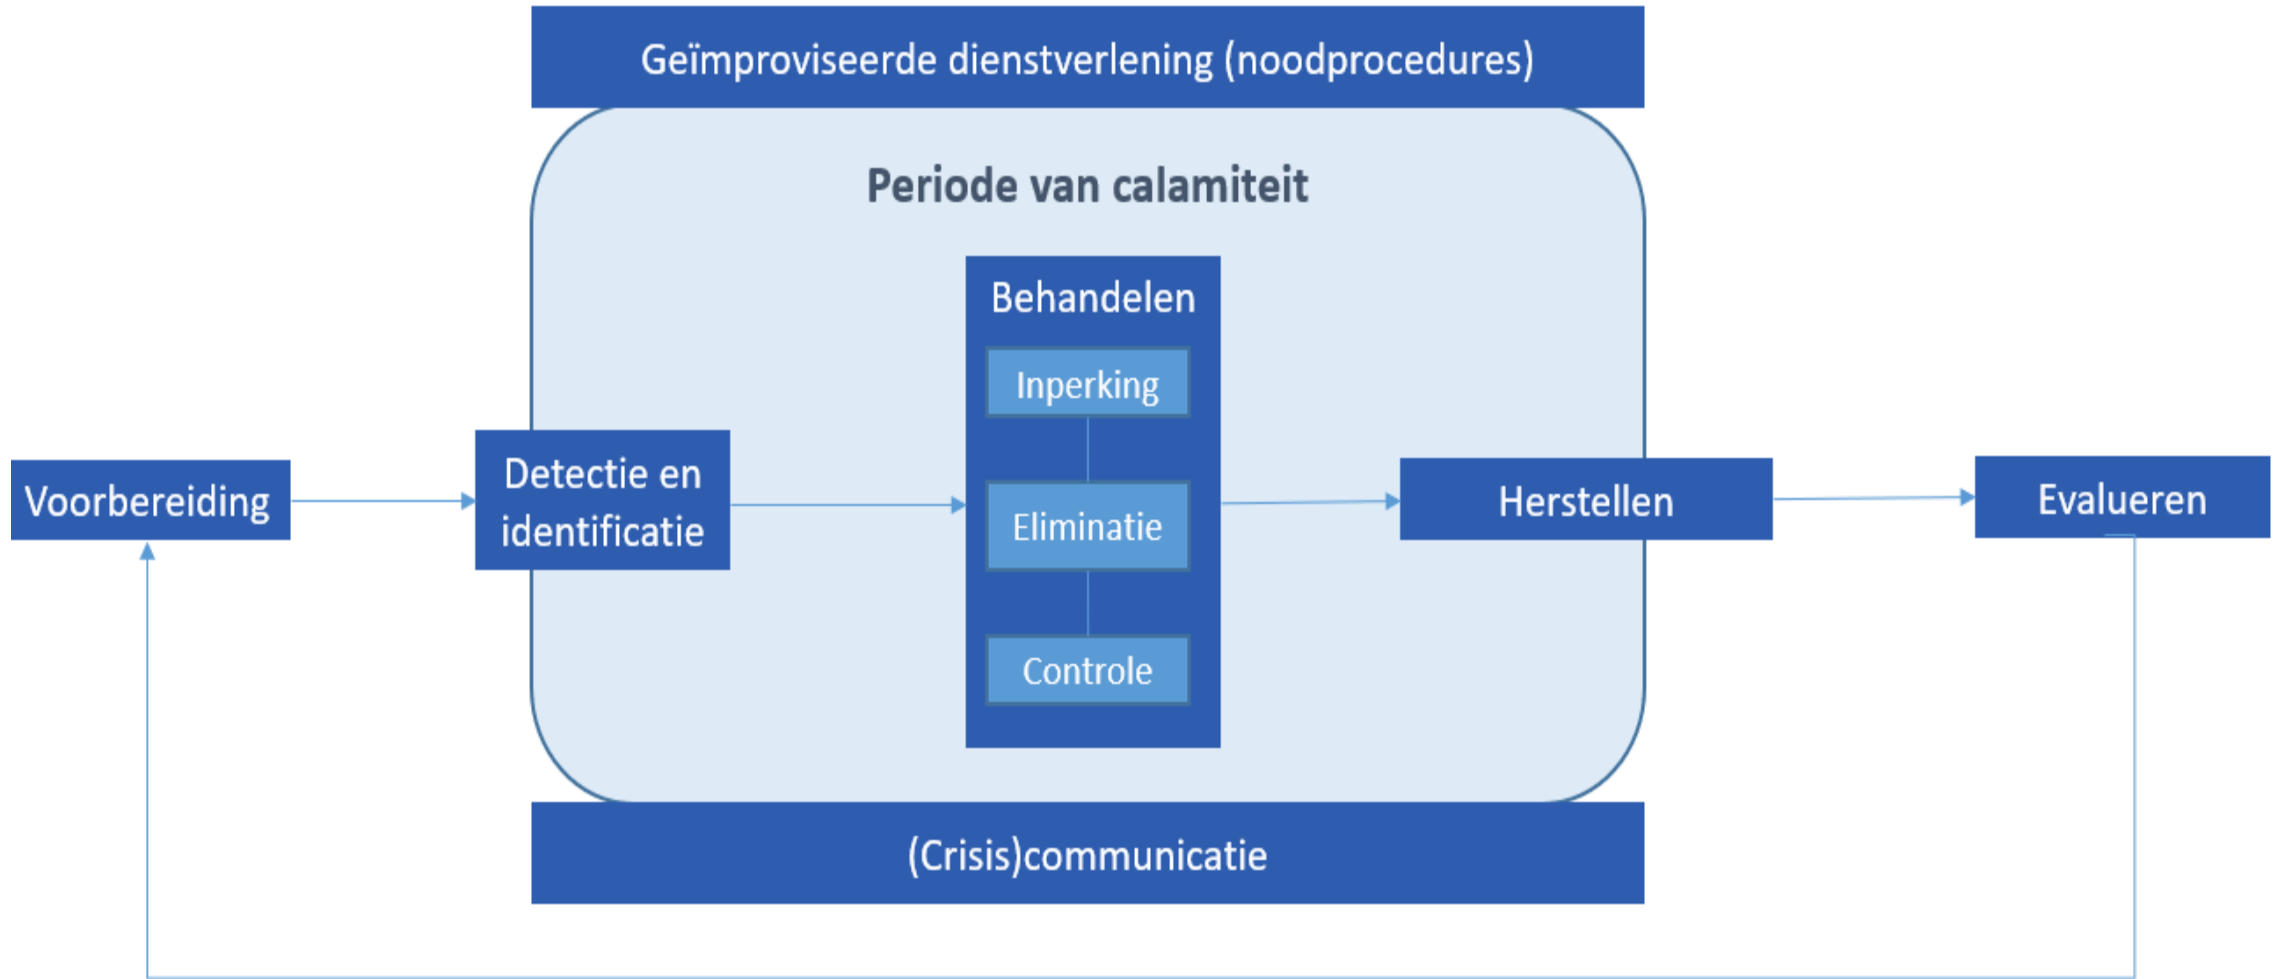 Geïmproviseerde dienstverlening (noodprocedures)
Periode van calamiteit
Voorbereiding
Detectie en
identificatie
Behandelen
Inperking
Eliminatie
Controle
Herstellen
Evalueren
(Crisis)communicatie